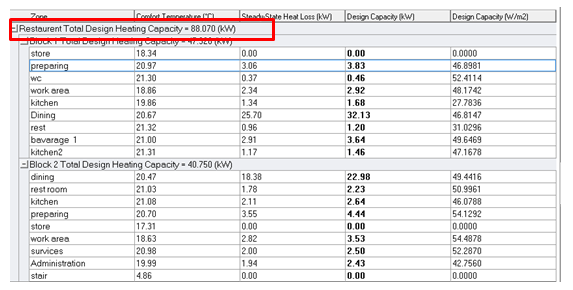 Zone Comfort Temperature (°C) Steady-State Heat Loss (kW) Design Capacity (kW) Design Capacity (W/m2)
Restaurent Total Design Heating Capacity = 88.070 (kW)
Block 1 Total Design Heating Capacity = 47.320 (kW)
store 18.34 0.00 0.00 0.0000
preparing 20.97 3.06 3.83 46.8981
wc 21.30 0.37 0.46 52.4114
work area 18.86 2.34 2.92 48.1742
kitchen 19.86 1.34 1.68 27.7836
Dining 20.67 25.70 32.13 46.8147
rest 21.32 0.96 1.20 31.0296
bavarage 1 21.00 2.91 3.64 49.6469
kitchen2 21.31 1.17 1.46 47.1678
Block 2 Total Design Heating Capacity = 40.750 (kW)
dining 20.47 18.38 22.98 49.4416
rest room 21.03 1.78 2.23 50.9961
kitchen 21.08 2.11 2.64 46.0788
preparing 20.70 3.55 4.44 54.1292
store 17.31 0.00 0.00 0.0000
work area 18.63 2.82 3.53 54.4878
survices 20.98 2.00 2.50 52.2870
Administration 19.99 1.94 2.43 42.7560
stair 4.86 0.00 0.00 0.0000